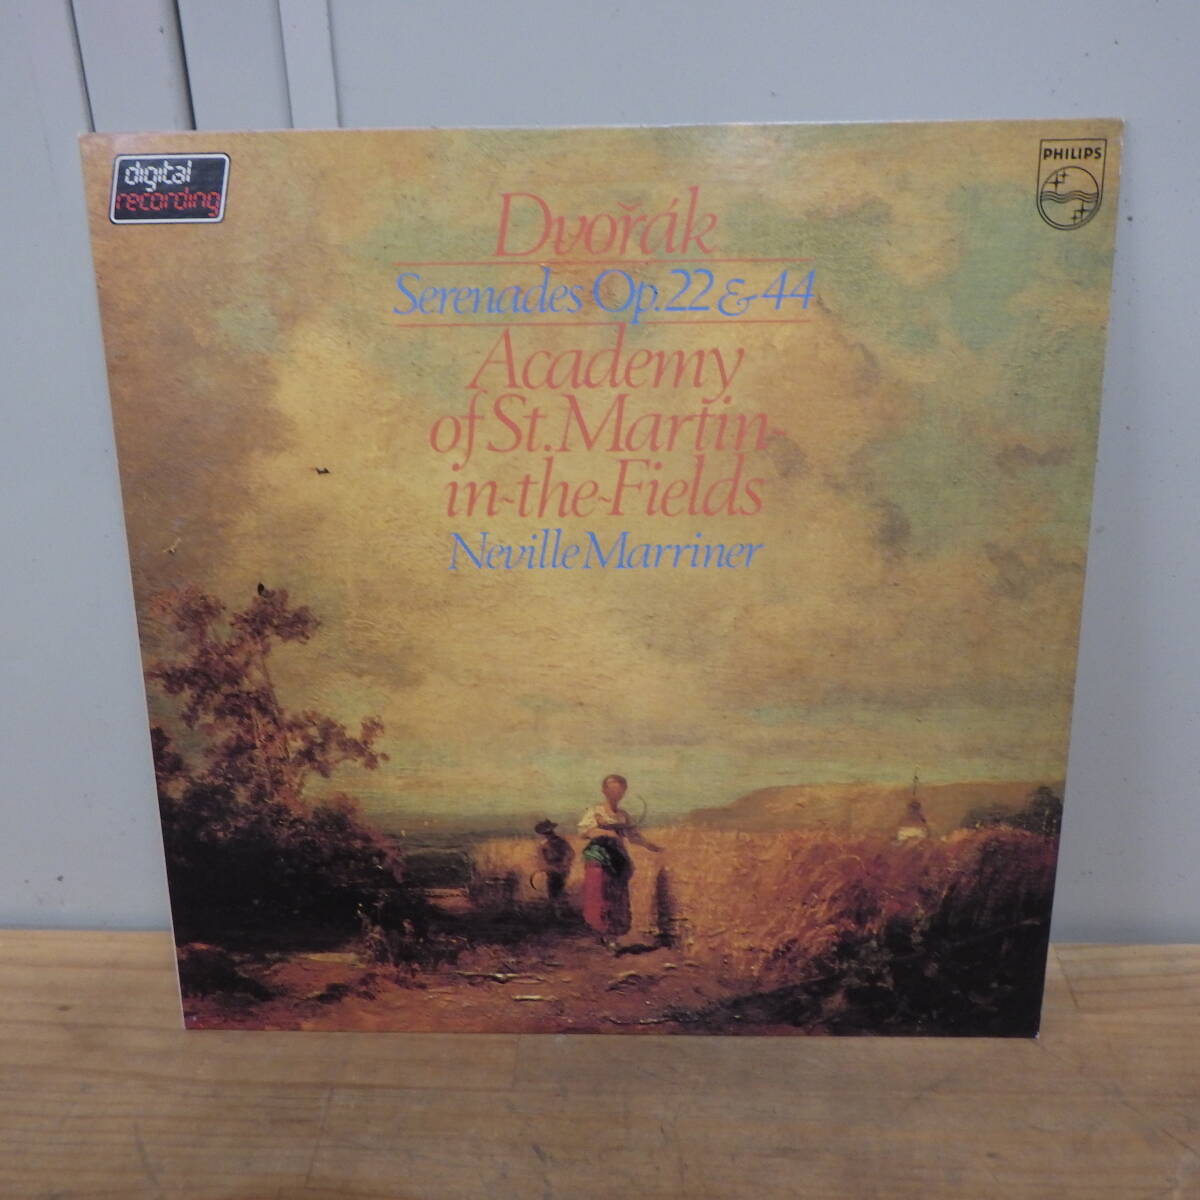 digital
recording
PHILIPS
Dvořák
Serenades Op.22 & 44
Academy
of St. Martin-
in-the-Fields
Neville Marriner